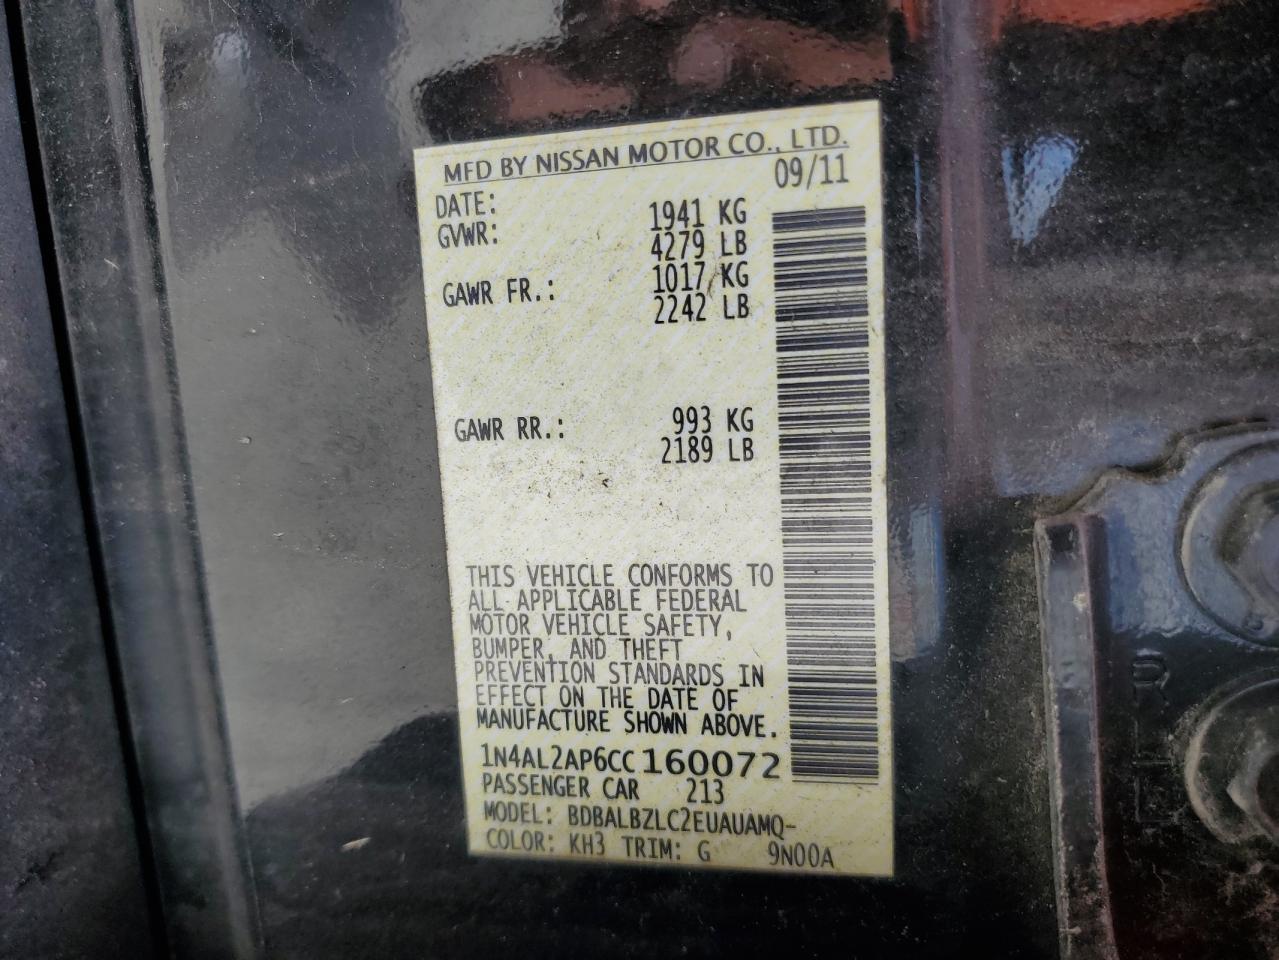 MFD BY NISSAN MOTOR CO., LTD.
DATE: 09/11
GVWR: 1941 KG
4279 LB
GAWR FR.: 1017 KG
2242 LB
GAWR RR.: 993 KG
2189 LB
THIS VEHICLE CONFORMS TO
ALL APPLICABLE FEDERAL
MOTOR VEHICLE SAFETY,
BUMPER, AND THEFT
PREVENTION STANDARDS IN
EFFECT ON THE DATE OF
MANUFACTURE SHOWN ABOVE.
1N4AL2AP6CC160072
PASSENGER CAR 213
MODEL: BDBALBZLC2EUAUAMQ-
COLOR: KH3 TRIM: G 9N00A